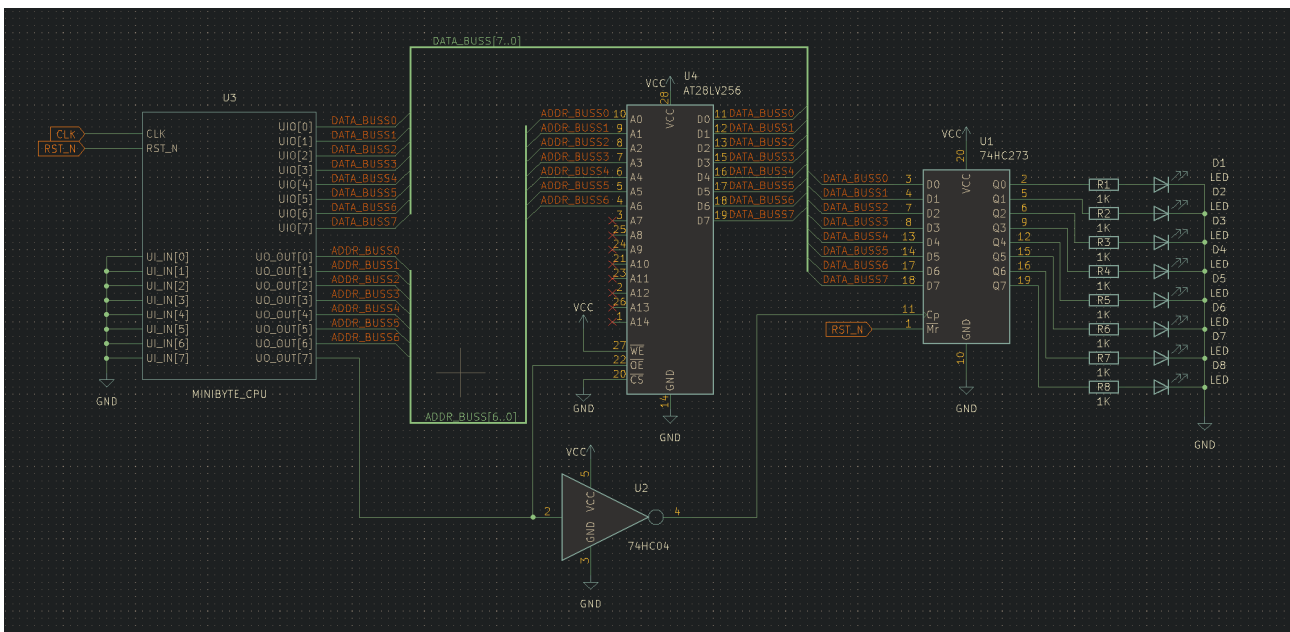 DATA_BUSS[7..0]
U3
CLK
RST_N
CLK
RST_N
UIO[0]
UIO[1]
UIO[2]
UIO[3]
UIO[4]
UIO[5]
UIO[6]
UIO[7]
DATA_BUSS0
DATA_BUSS1
DATA_BUSS2
DATA_BUSS3
DATA_BUSS4
DATA_BUSS5
DATA_BUSS6
DATA_BUSS7
UI_IN[0]
UI_IN[1]
UI_IN[2]
UI_IN[3]
UI_IN[4]
UI_IN[5]
UI_IN[6]
UI_IN[7]
UO_OUT[0]
UO_OUT[1]
UO_OUT[2]
UO_OUT[3]
UO_OUT[4]
UO_OUT[5]
UO_OUT[6]
UO_OUT[7]
ADDR_BUSS0
ADDR_BUSS1
ADDR_BUSS2
ADDR_BUSS3
ADDR_BUSS4
ADDR_BUSS5
ADDR_BUSS6
GND
MINIBYTE_CPU
ADDR_BUSS[6..0]
U4
AT28LV256
VCC
28
VCC
ADDR_BUSS0 10 A0
ADDR_BUSS1 9 A1
ADDR_BUSS2 8 A2
ADDR_BUSS3 7 A3
ADDR_BUSS4 6 A4
ADDR_BUSS5 5 A5
ADDR_BUSS6 4 A6
3 A7
25 A8
24 A9
21 A10
23 A11
2 A12
26 A13
1 A14
VCC
27 WE
22 OE
20 CS
GND
GND
14
GND
D0 11 DATA_BUSS0
D1 12 DATA_BUSS1
D2 13 DATA_BUSS2
D3 15 DATA_BUSS3
D4 16 DATA_BUSS4
D5 17 DATA_BUSS5
D6 18 DATA_BUSS6
D7 19 DATA_BUSS7
VCC
5
VCC
U2
2
4
GND
3
74HC04
GND
VCC
20
VCC
U1
74HC273
DATA_BUSS0 3 D0
DATA_BUSS1 4 D1
DATA_BUSS2 7 D2
DATA_BUSS3 8 D3
DATA_BUSS4 13 D4
DATA_BUSS5 14 D5
DATA_BUSS6 17 D6
DATA_BUSS7 18 D7
11 Cp
RST_N 1 Mr
GND
10
GND
Q0 2
Q1 5
Q2 6
Q3 9
Q4 12
Q5 15
Q6 16
Q7 19
R1
1K
R2
1K
R3
1K
R4
1K
R5
1K
R6
1K
R7
1K
R8
1K
D1
LED
D2
LED
D3
LED
D4
LED
D5
LED
D6
LED
D7
LED
D8
LED
GND